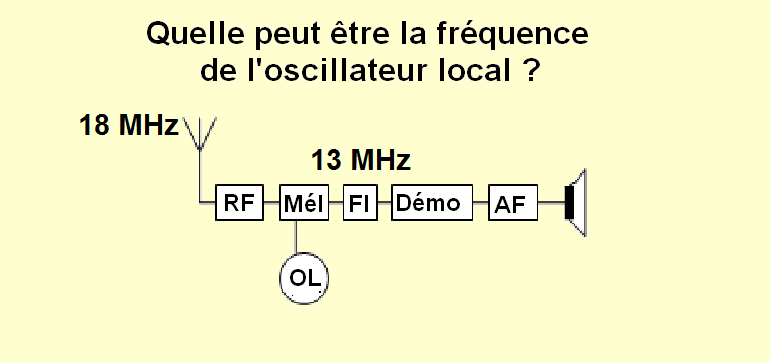 Quelle peut être la fréquence
de l'oscillateur local ?
18 MHz
13 MHz
RF Mél FI Démo AF
OL